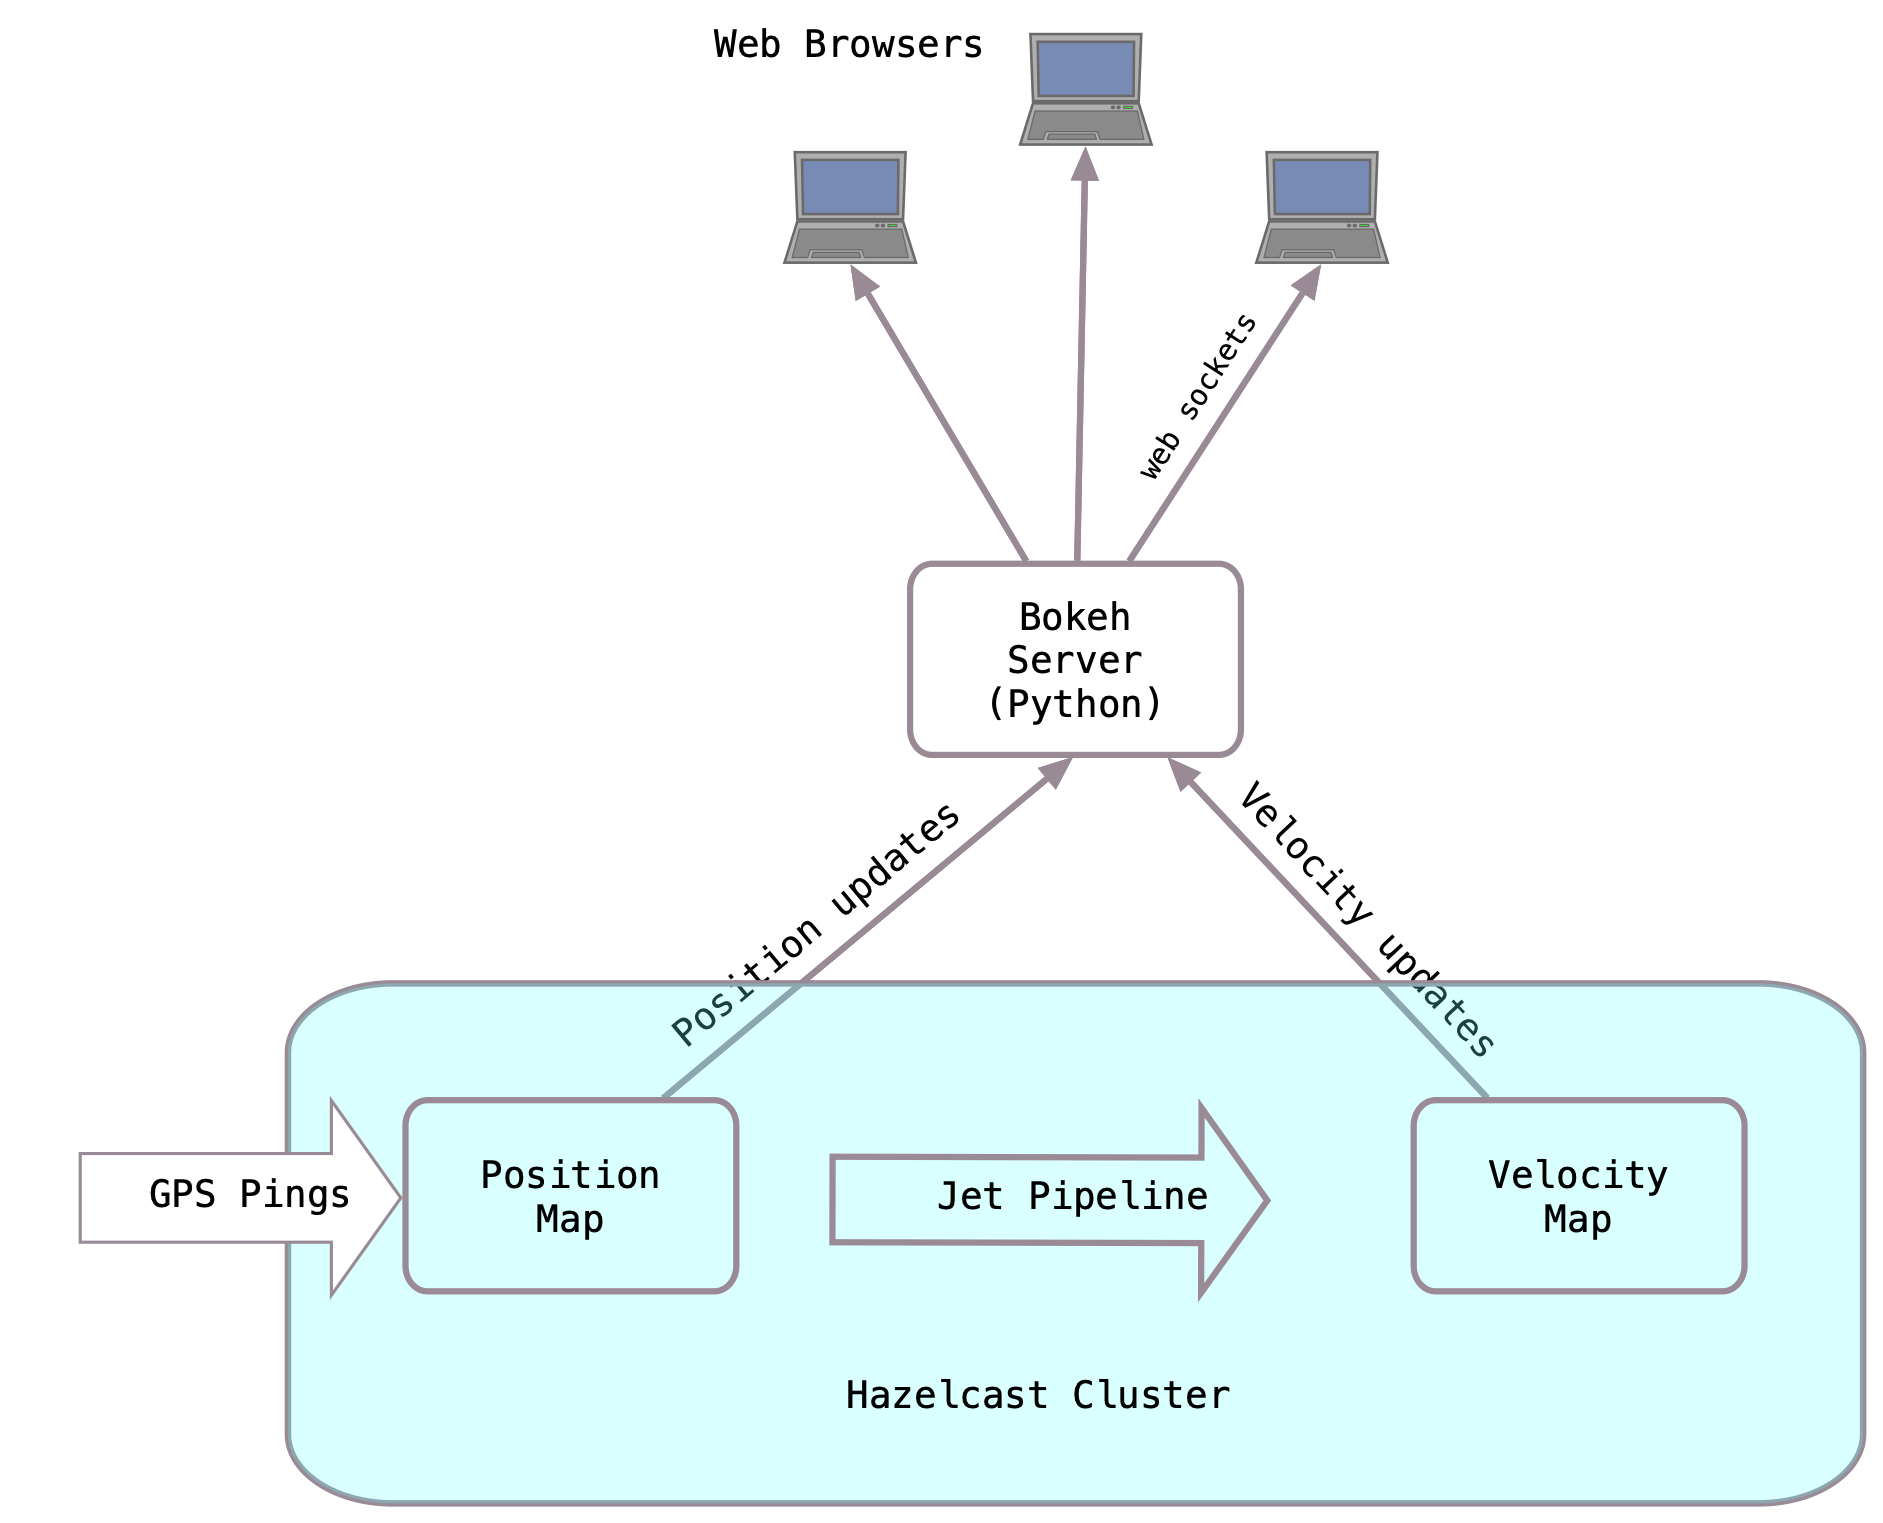 Web Browsers
web sockets
Bokeh
Server
(Python)
Position updates
Velocity updates
GPS Pings
Position
Map
Jet Pipeline
Velocity
Map
Hazelcast Cluster